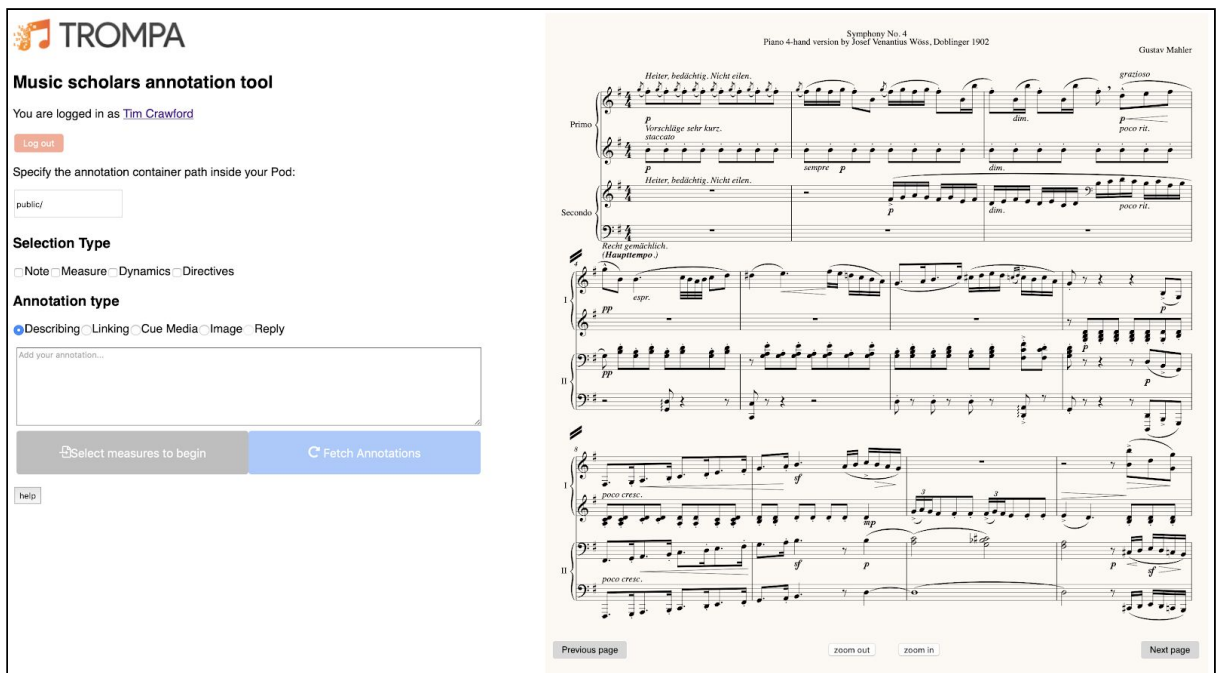 TROMPA
Music scholars annotation tool
You are logged in as Tim Crawford
Log out
Specify the annotation container path inside your Pod:
public/
Selection Type
Note Measure Dynamics Directives
Annotation type
Describing Linking Cue Media Image Reply
Add your annotation...
Select measures to begin
Fetch Annotations
help
Symphony No. 4
Piano 4-hand version by Josef Venantius Wöss, Doblinger 1902
Gustav Mahler
Heiter, bedächtig. Nicht eilen.
grazioso
Primo
p
dim.
p
Vorschläge sehr kurz.
poco rit.
staccato
p
sempre p
dim.
Heiter, bedächtig. Nicht eilen.
Secondo
p
dim.
poco rit.
Recht gemächlich.
(Haupttempo.)
4
I
espr.
pp
p
p
II
pp
p
8
I
sf
poco cresc.
3 3
mp
II
sf
p
p
sf
poco cresc.
Previous page
zoom out
zoom in
Next page